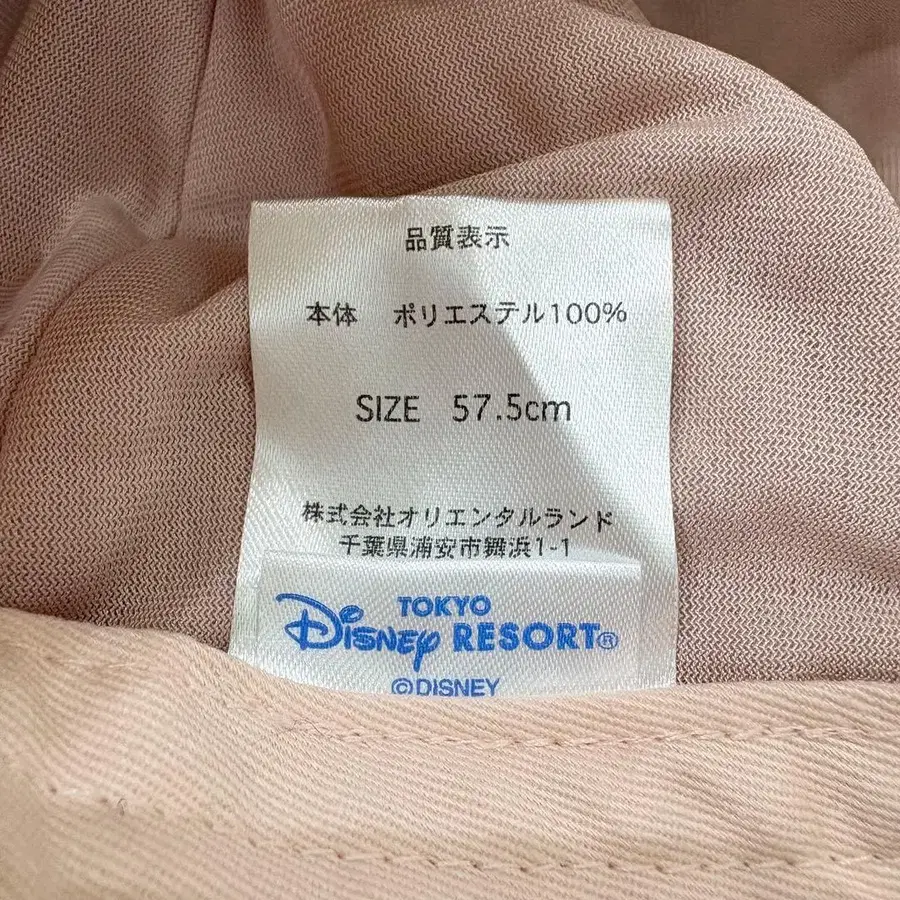 品質表示
本体 ポリエステル100%
SIZE 57.5cm
株式会社オリエンタルランド
千葉県浦安市舞浜1-1
TOKYO
Disney RESORT®
©DISNEY